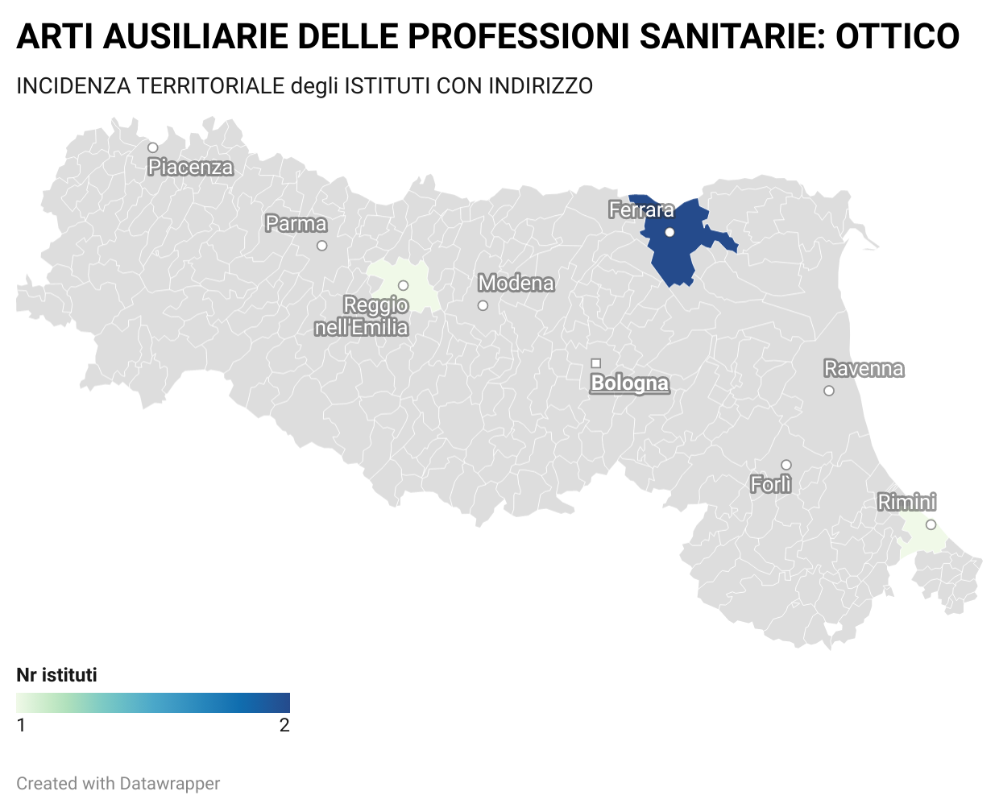 ARTI AUSILIARIE DELLE PROFESSIONI SANITARIE: OTTICO
INCIDENZA TERRITORIALE degli ISTITUTI CON INDIRIZZO
Piacenza
Ferrara
Parma
Modena
Reggio
nell'Emilia
Ravenna
Bologna
Forlì
Rimini
Nr istituti
1
2
Created with Datawrapper